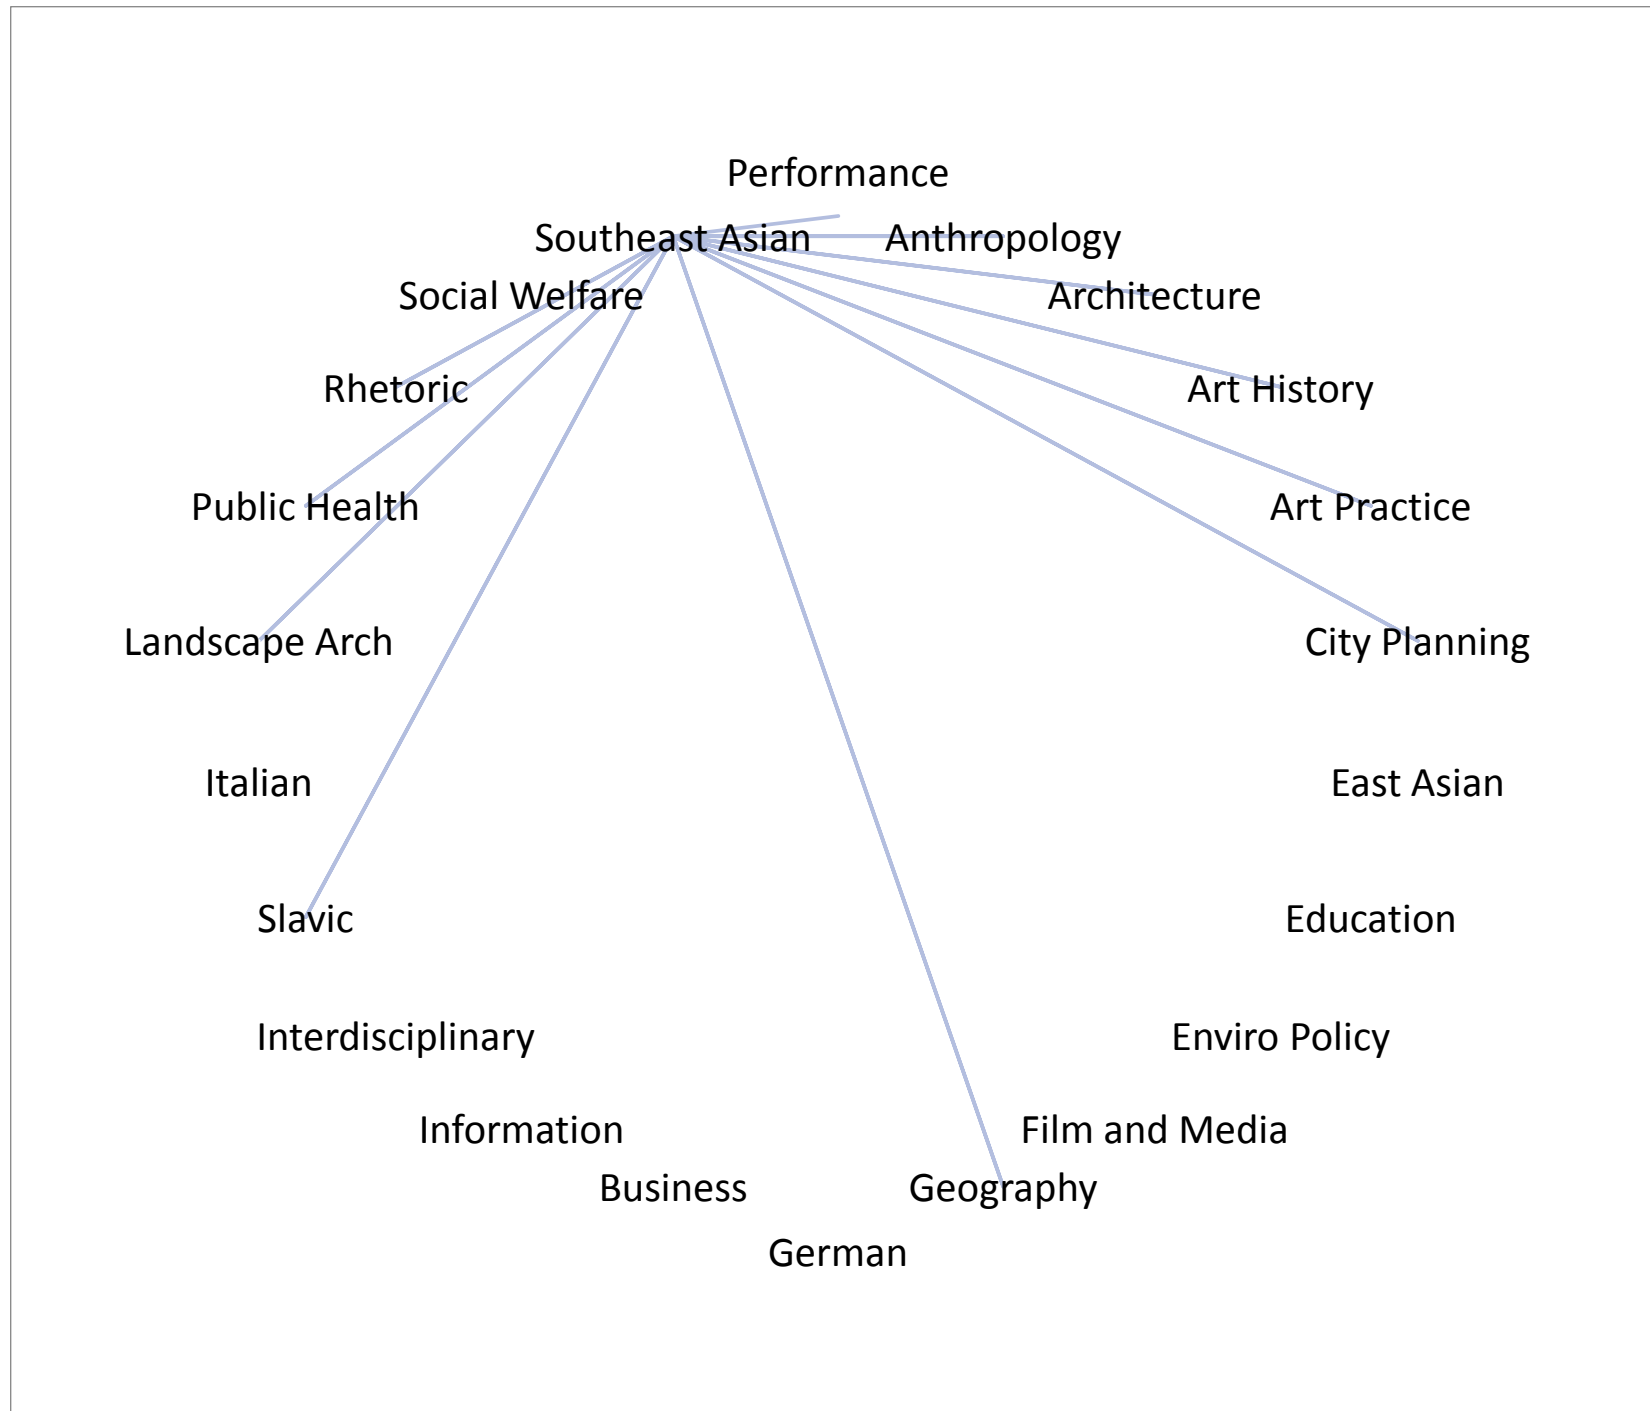 Performance
Southeast Asian
Anthropology
Social Welfare
Architecture
Rhetoric
Art History
Public Health
Art Practice
Landscape Arch
City Planning
Italian
East Asian
Slavic
Education
Interdisciplinary
Enviro Policy
Information
Film and Media
Business
Geography
German